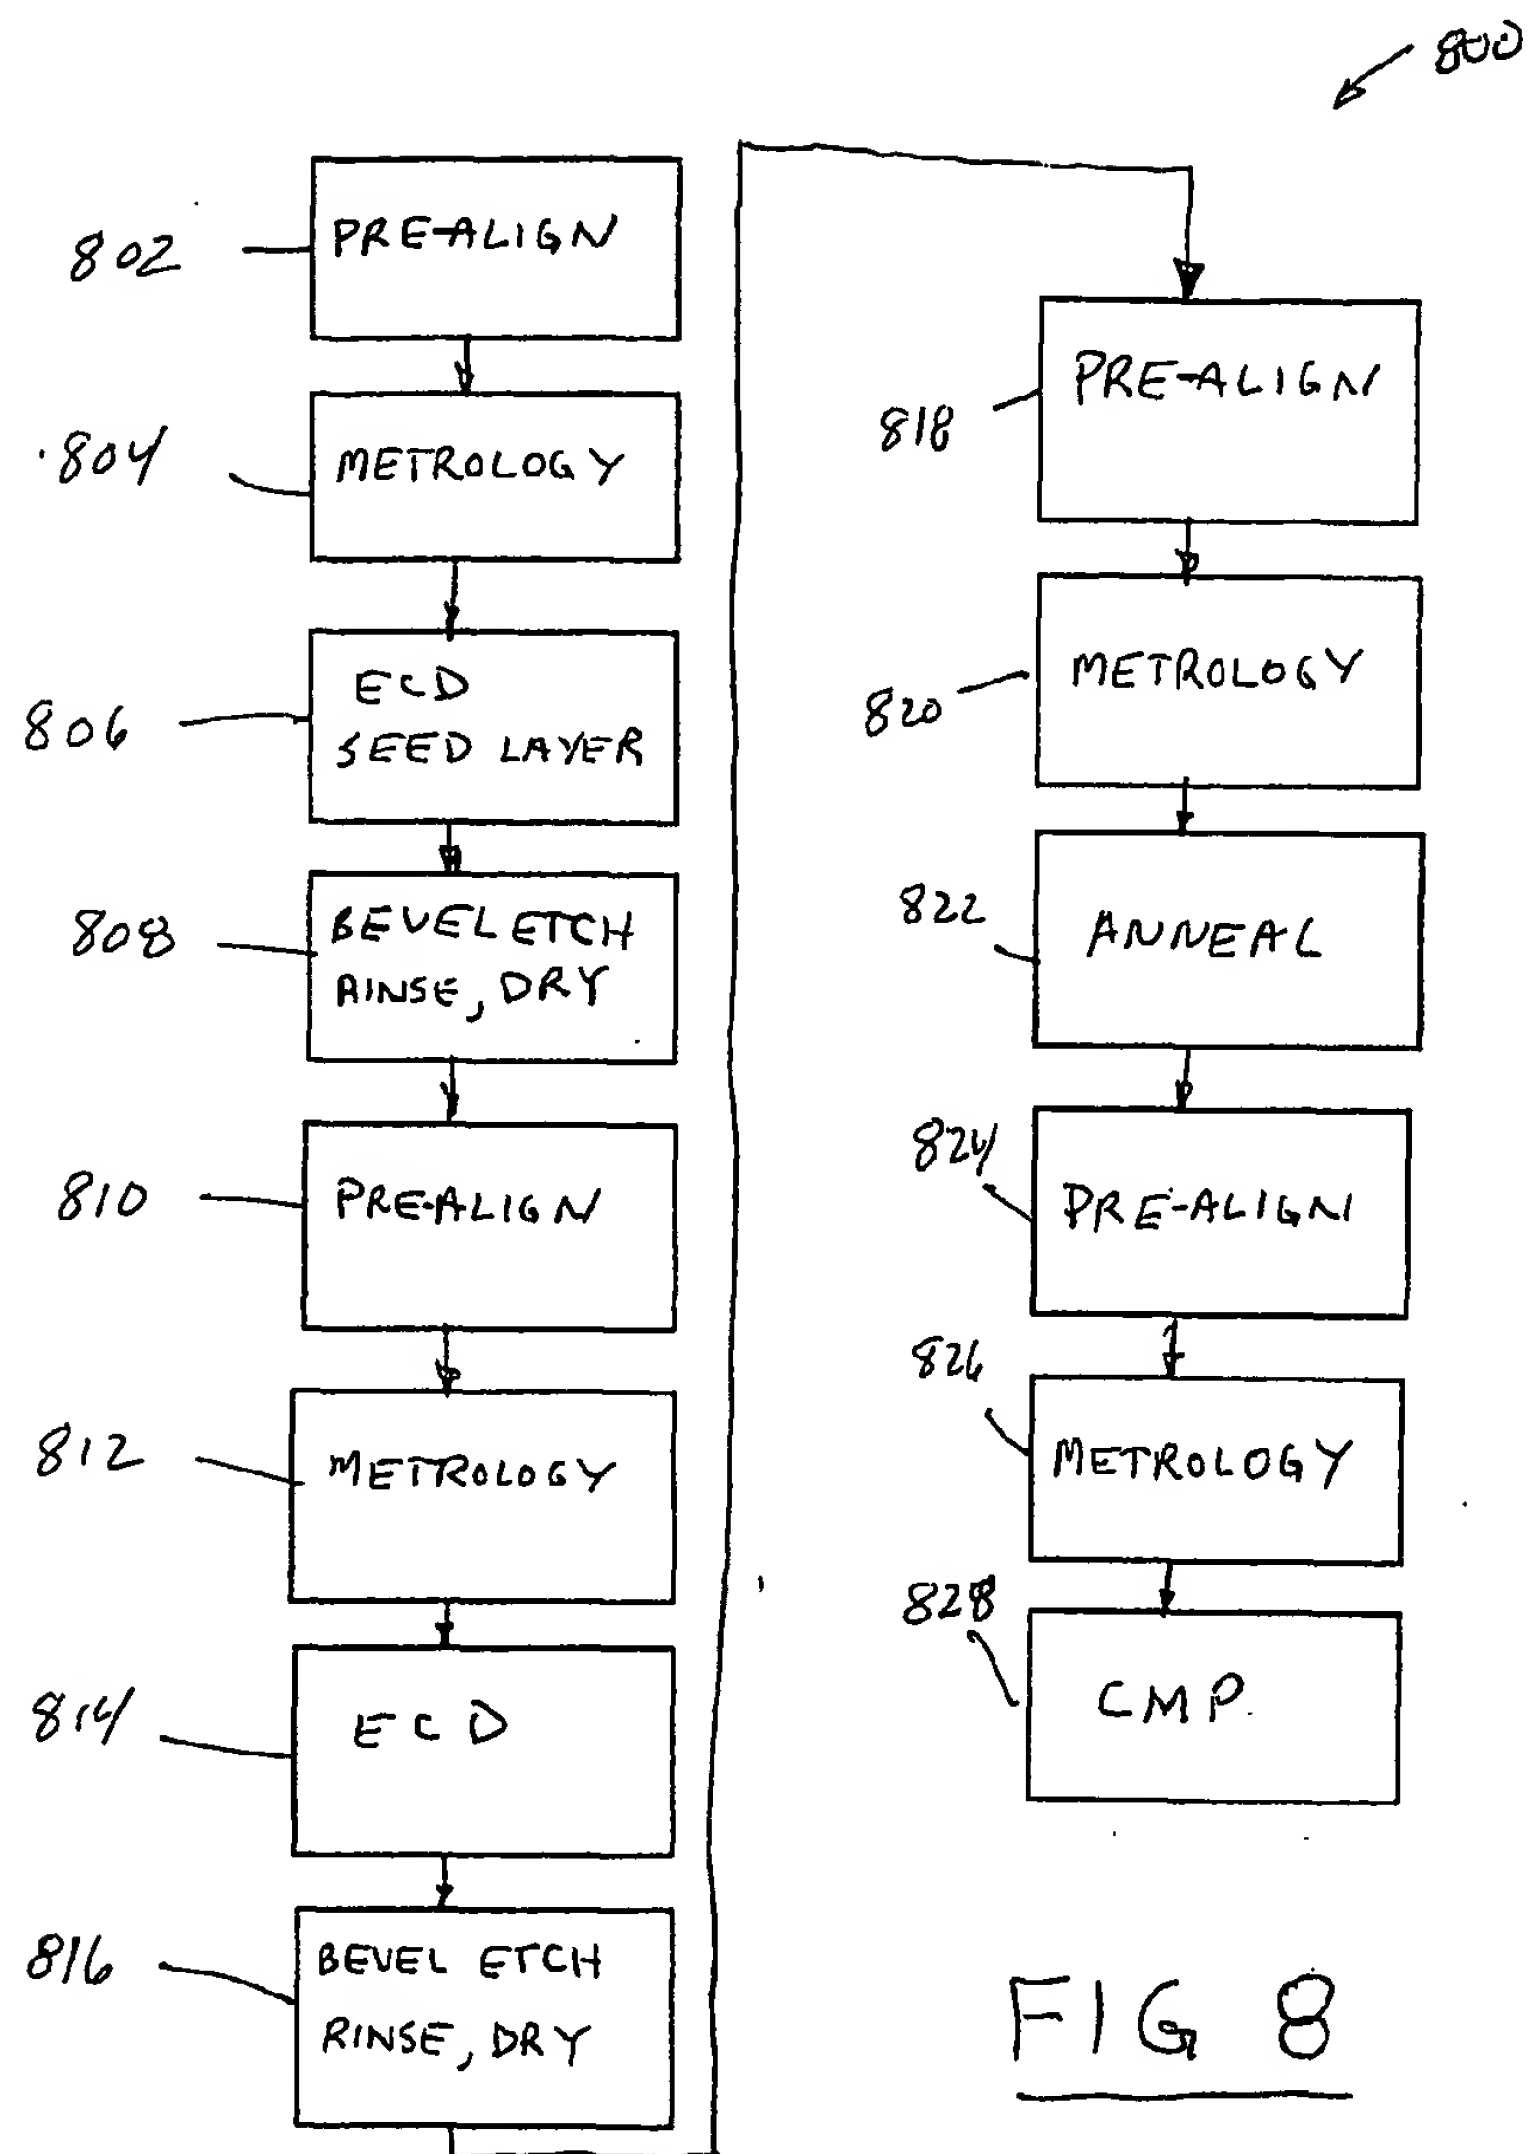 800
802 PRE-ALIGN
804 METROLOGY
806 ECD
SEED LAYER
808 BEVEL ETCH
RINSE, DRY
810 PRE-ALIGN
812 METROLOGY
814 ECD
816 BEVEL ETCH
RINSE, DRY
818 PRE-ALIGN
820 METROLOGY
822 ANNEAL
824 PRE-ALIGN
826 METROLOGY
828 CMP
FIG 8